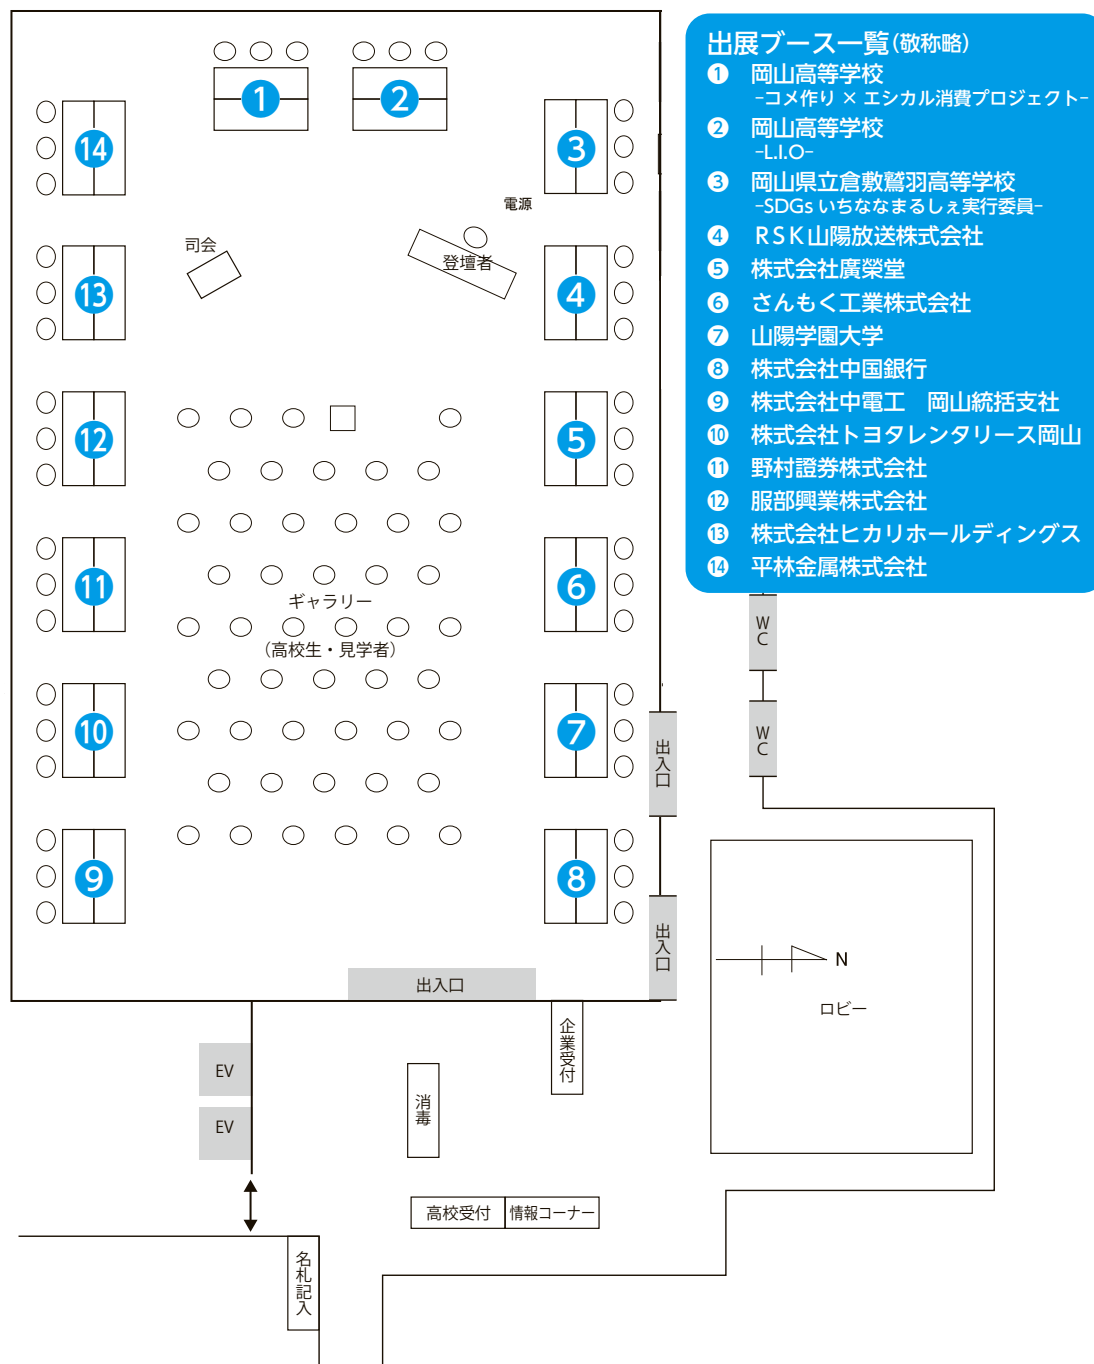 出展ブース一覧(敬称略)
1 岡山高等学校
-コメ作り × エシカル消費プロジェクト-
2 岡山高等学校
-L.I.O-
3 岡山県立倉敷鷲羽高等学校
-SDGs いちななまるしぇ実行委員-
4 RSK山陽放送株式会社
5 株式会社廣榮堂
6 さんもく工業株式会社
7 山陽学園大学
8 株式会社中国銀行
9 株式会社中電工　岡山統括支社
10 株式会社トヨタレンタリース岡山
11 野村證券株式会社
12 服部興業株式会社
13 株式会社ヒカリホールディングス
14 平林金属株式会社
1
2
14
3
電源
司会
登壇者
13
4
12
5
11
6
ギャラリー
(高校生・見学者)
WC
WC
10
7
出入口
9
8
出入口
出入口
N
ロビー
企業受付
EV
消毒
EV
高校受付
情報コーナー
名札記入